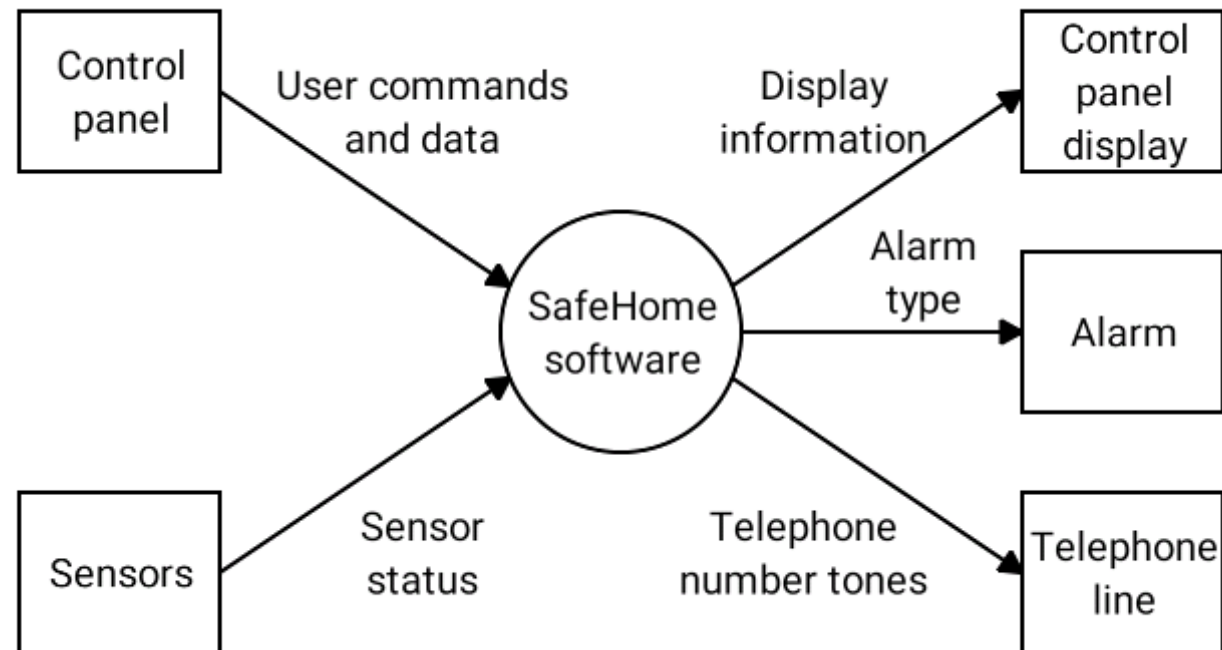 Control
panel
User commands
and data
Display
information
Control
panel
display
SafeHome
software
Alarm
type
Alarm
Sensors
Sensor
status
Telephone
number tones
Telephone
line